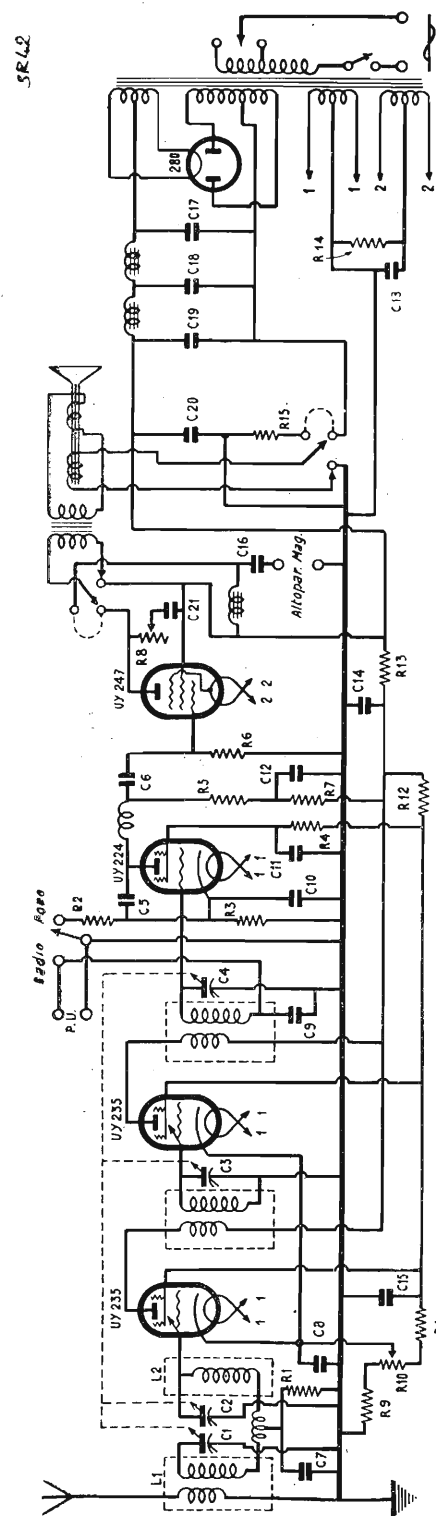 SR42
UY 235
UY 235
UY 224
UY 247
280
Radio
Fono
P.U.
L1
C1
C2
L2
C7
R1
C8
R9
R10
C15
1 1
C3
1 1
C4
C9
R2
C5
R3
C10
C11
1 1
R4
C6
R5
C12
R7
R6
R12
R8
C21
2 2
C14
R13
C16
Altopar. Mag.
C20
R15
C19
C18
C17
R14
C13
1
1
2
2